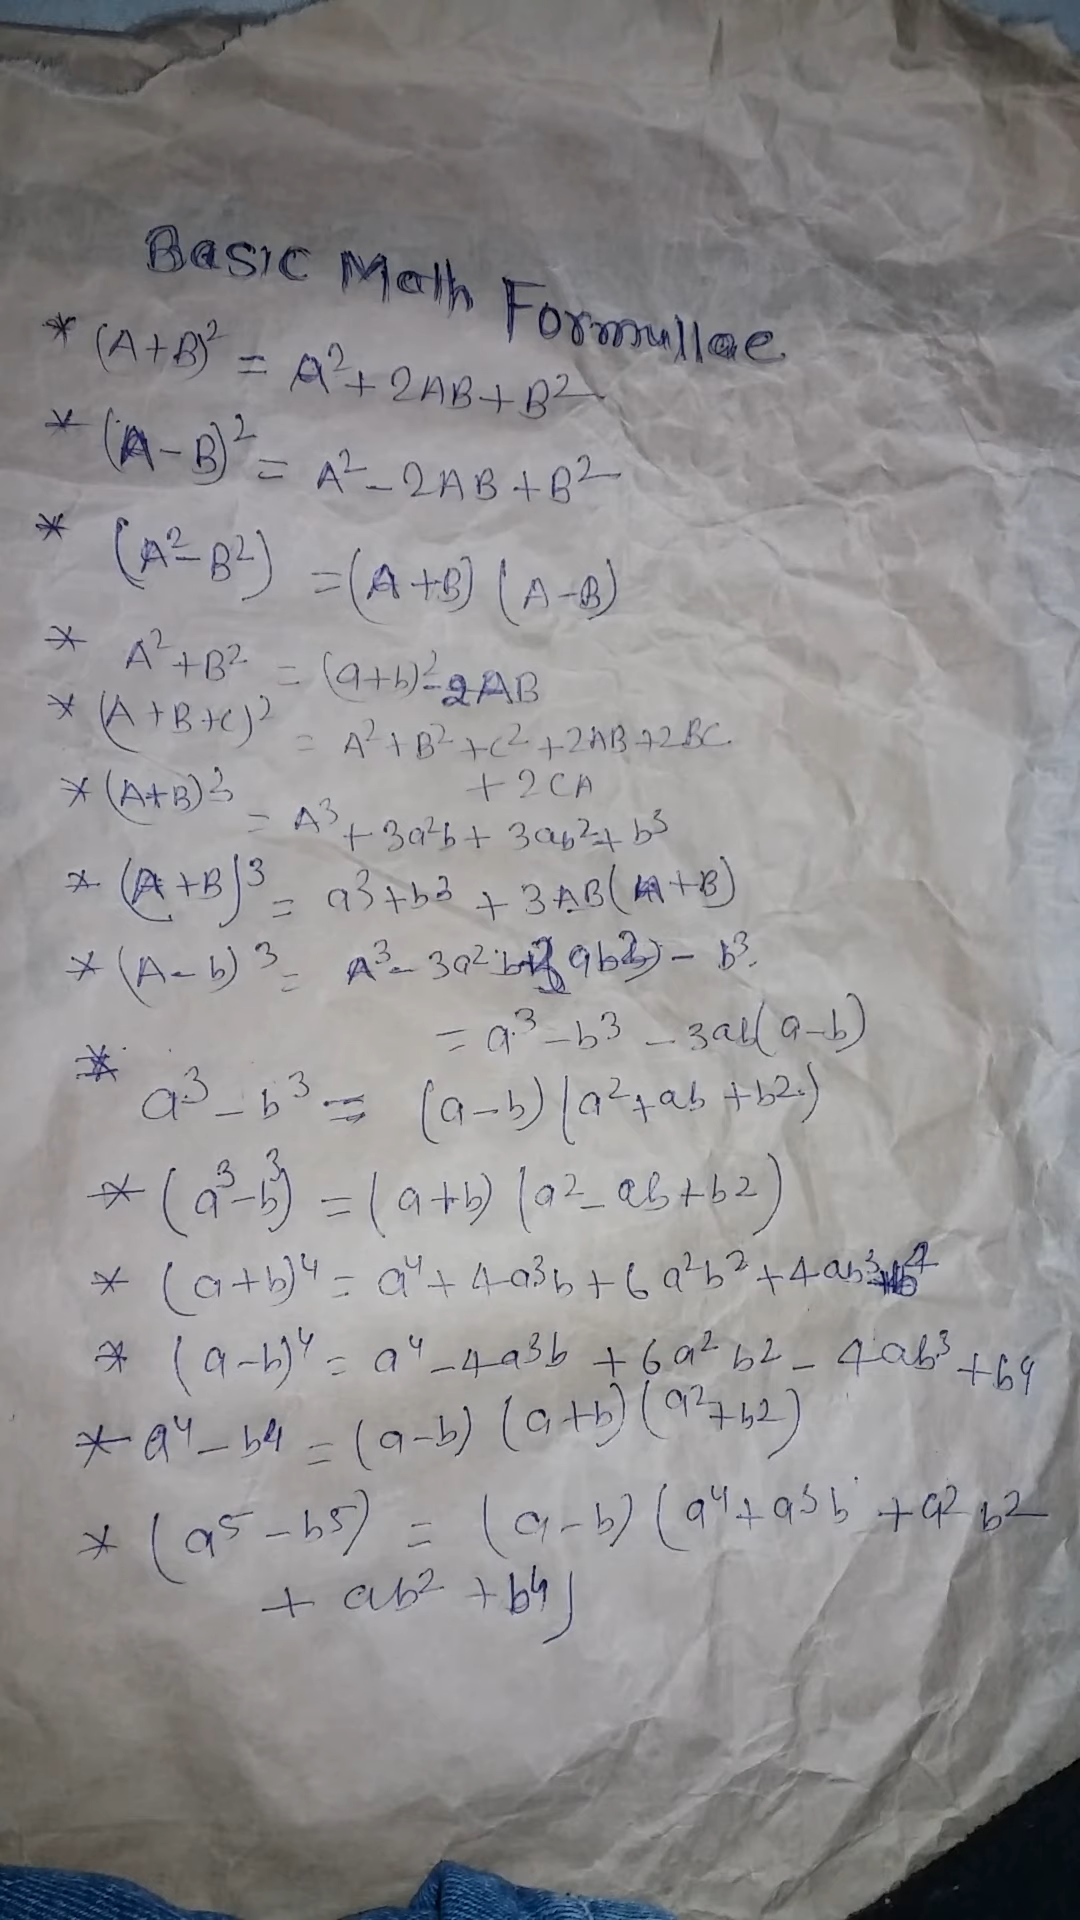 Basic Math Formullae
* (A+B)² = A²+2AB+B²
* (A-B)² = A²-2AB+B²
* (A²-B²) = (A+B) (A-B)
* A²+B² = (a+b)²-2AB
* (A+B+C)² = A²+B²+C²+2AB+2BC
+2CA
* (A+B)3 = A³+3a²b+3ab²+b³
* (A+B)³ = a³+b³+3AB(A+B)
* (A-b)³ = A³-3a²b+3ab²)-b³.
= a³-b³-3ab(a-b)
* a³-b³ = (a-b) (a²+ab+b2)
* (a³-b³) = (a+b) (a2-ab+b2)
* (a+b)⁴ = a⁴+4a³b+6a²b²+4ab³+b⁴
* (a-b)⁴ = a⁴-4a3b+6a²b2-4ab³+b4
* a⁴-b4 = (a-b) (a+b) (a²+b2)
* (a5-b5) = (a-b) (a⁴+a3b+a2b2
+ab2+b4)